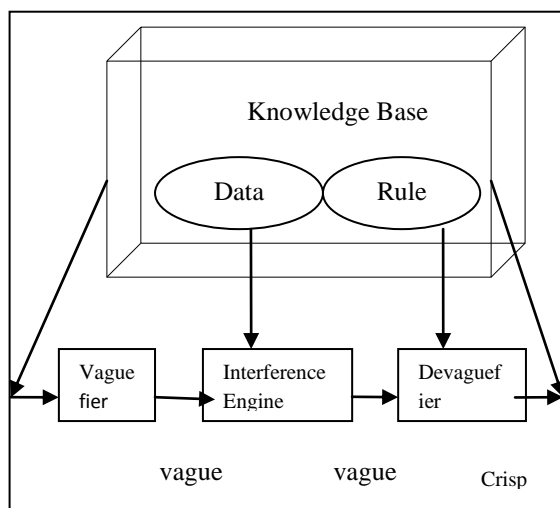 Knowledge Base
Data
Rule
Vague
fier
Interference
Engine
Devaguef
ier
vague
vague
Crisp